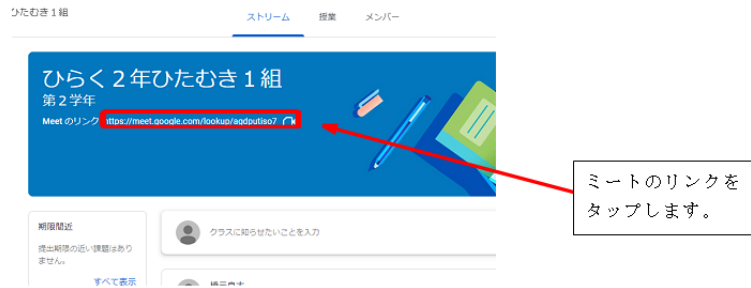 ひたむき１組
ストリーム 授業 メンバー
ひらく２年ひたむき１組
第２学年
Meet のリンク https://meet.google.com/lookup/agdputiso7
ミートのリンクを
タップします。
期限間近
クラスに知らせたいことを入力
提出期限の近い課題はあり
ません。
すべて表示